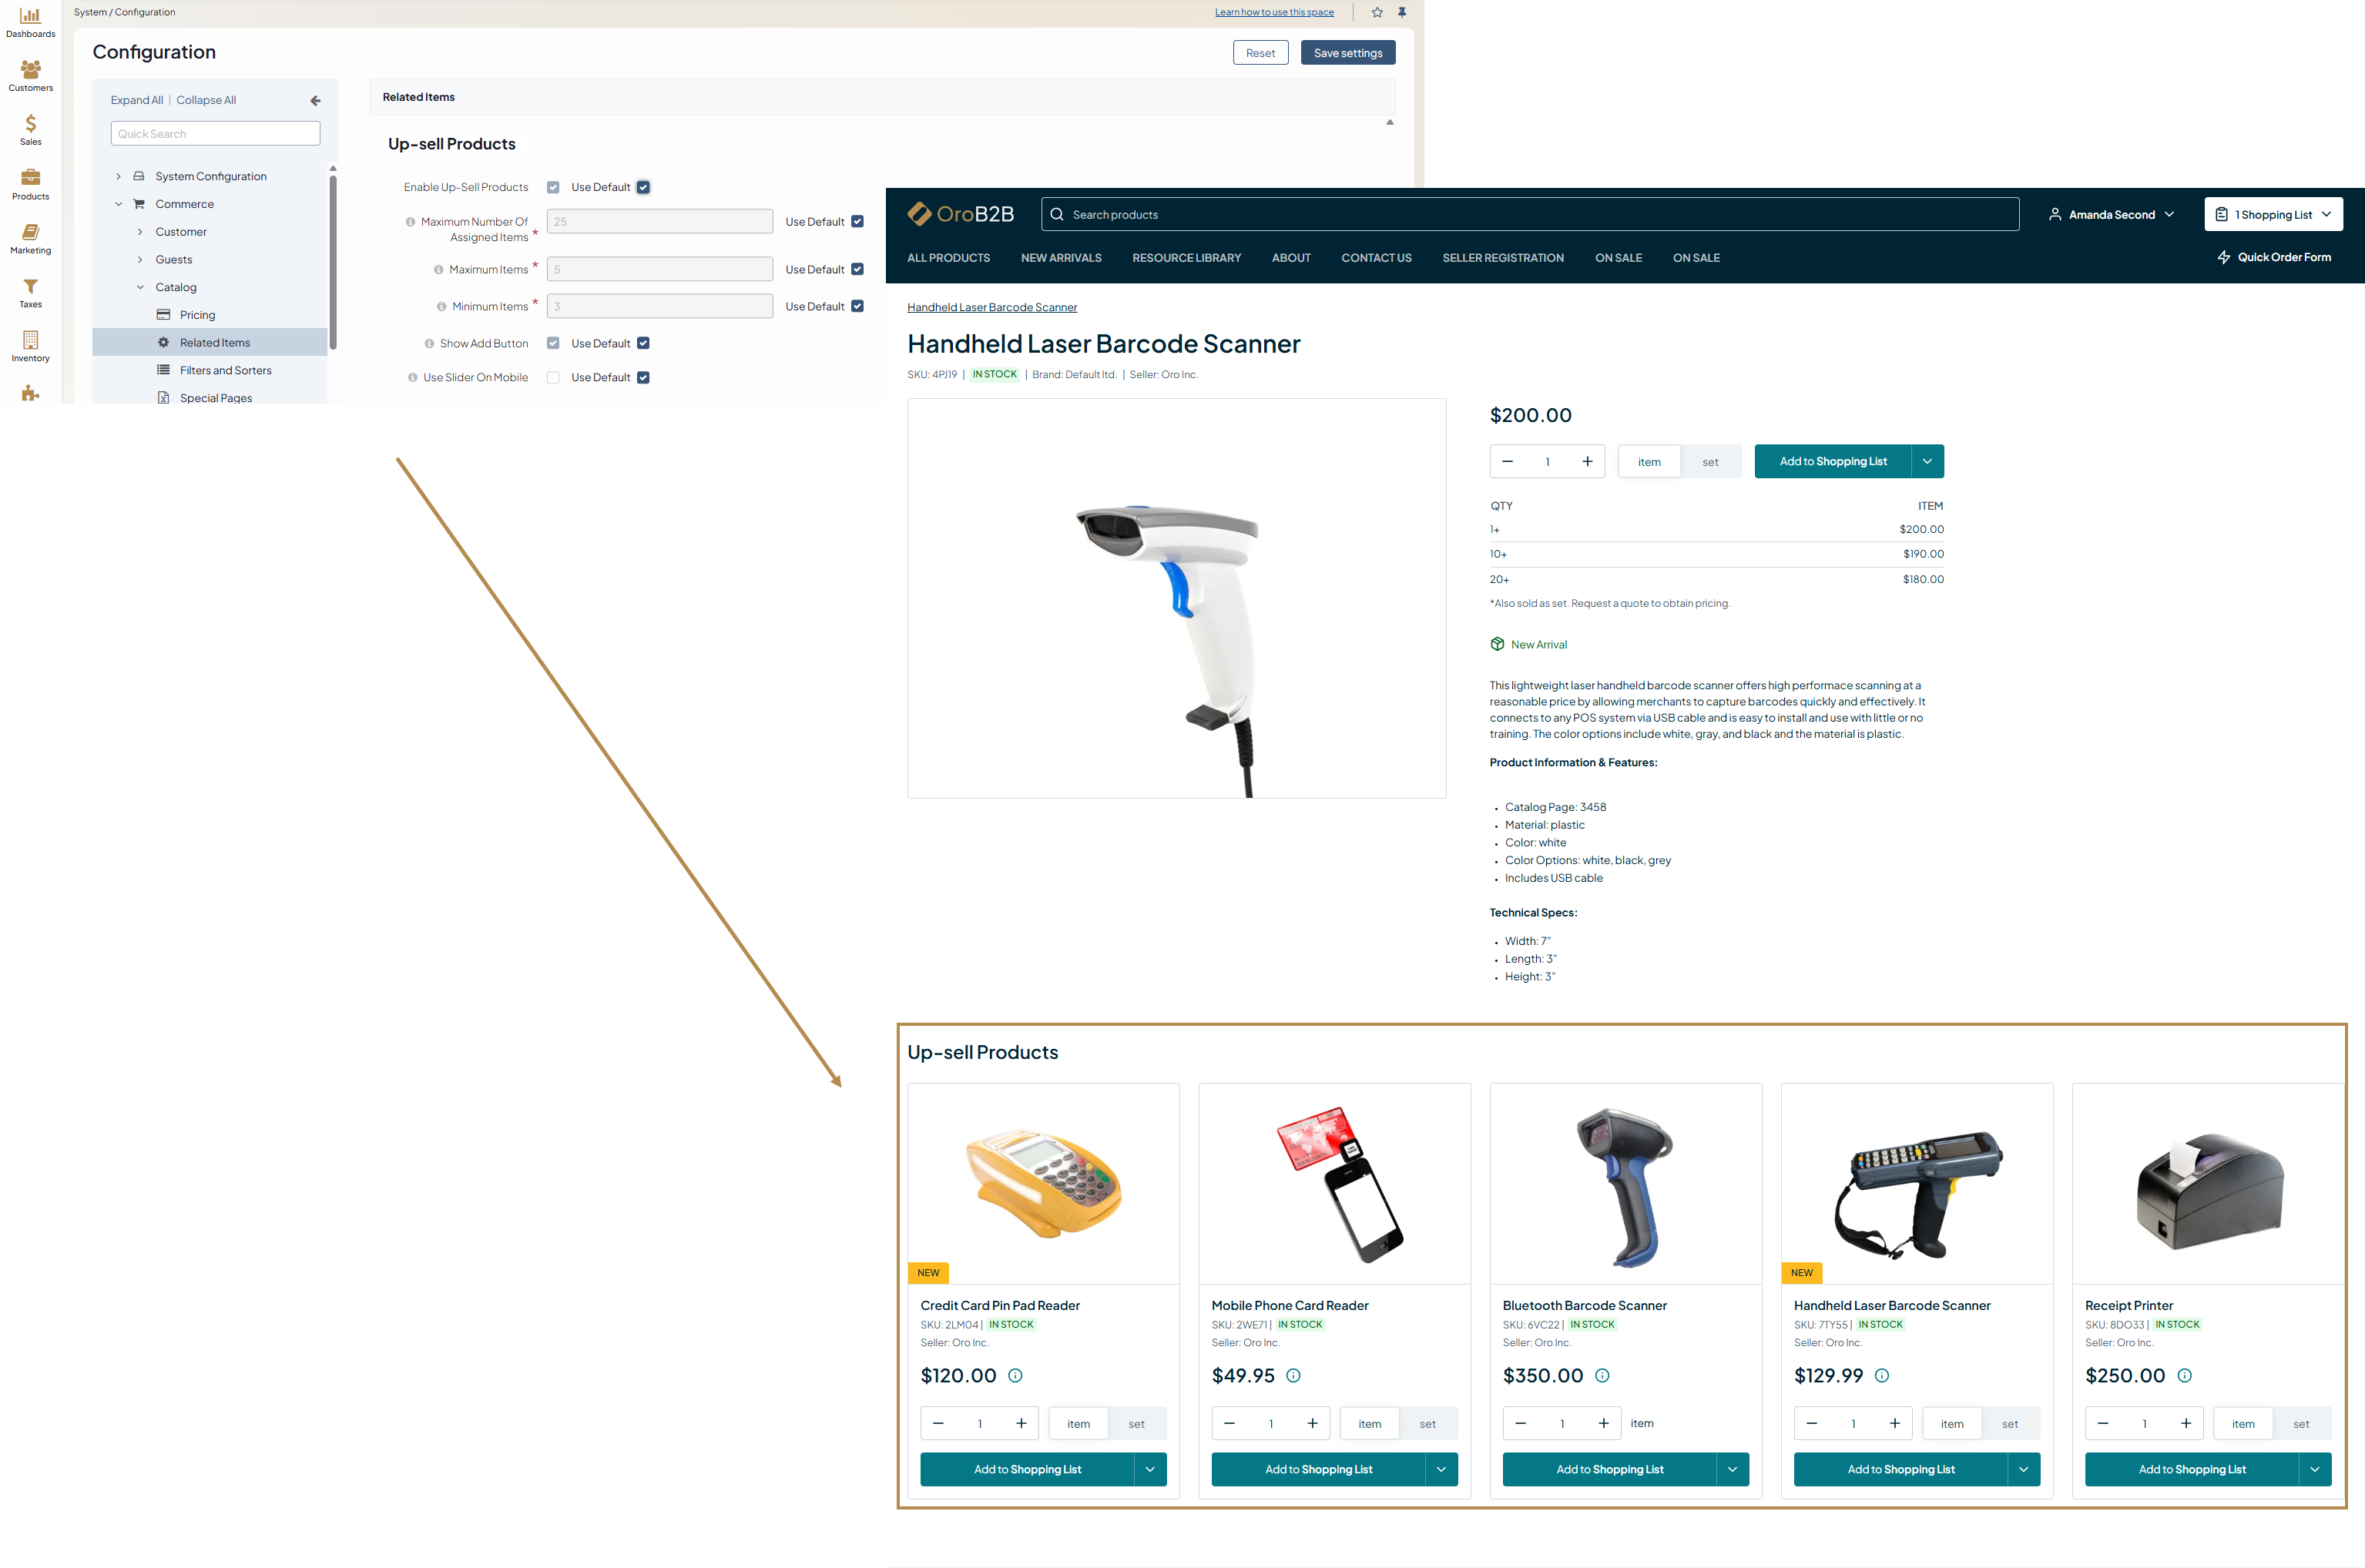 System / Configuration
Learn how to use this space
Dashboards
Customers
Sales
Products
Marketing
Taxes
Inventory
Configuration
Reset
Save settings
Expand All | Collapse All
Quick Search
System Configuration
Commerce
Customer
Guests
Catalog
Pricing
Related Items
Filters and Sorters
Special Pages
Related Items
Up-sell Products
Enable Up-Sell Products Use Default
Maximum Number Of
Assigned Items * 25 Use Default
Maximum Items * 5 Use Default
Minimum Items * 3 Use Default
Show Add Button Use Default
Use Slider On Mobile Use Default
OroB2B
Search products
Amanda Second
1 Shopping List
ALL PRODUCTS NEW ARRIVALS RESOURCE LIBRARY ABOUT CONTACT US SELLER REGISTRATION ON SALE ON SALE
Quick Order Form
Handheld Laser Barcode Scanner
Handheld Laser Barcode Scanner
SKU: 4PJ19 | IN STOCK | Brand: Default ltd. | Seller: Oro Inc.
$200.00
1 item set Add to Shopping List
QTY ITEM
1+ $200.00
10+ $190.00
20+ $180.00
*Also sold as set. Request a quote to obtain pricing.
New Arrival
This lightweight laser handheld barcode scanner offers high performace scanning at a
reasonable price by allowing merchants to capture barcodes quickly and effectively. It
connects to any POS system via USB cable and is easy to install and use with little or no
training. The color options include white, gray, and black and the material is plastic.
Product Information & Features:
• Catalog Page: 3458
• Material: plastic
• Color: white
• Color Options: white, black, grey
• Includes USB cable
Technical Specs:
• Width: 7"
• Length: 3"
• Height: 3"
Up-sell Products
NEW
Credit Card Pin Pad Reader
SKU: 2LM04 | IN STOCK
Seller: Oro Inc.
$120.00
1 item set
Add to Shopping List
Mobile Phone Card Reader
SKU: 2WE71 | IN STOCK
Seller: Oro Inc.
$49.95
1 item set
Add to Shopping List
Bluetooth Barcode Scanner
SKU: 6VC22 | IN STOCK
Seller: Oro Inc.
$350.00
1 item
Add to Shopping List
NEW
Handheld Laser Barcode Scanner
SKU: 7TY55 | IN STOCK
Seller: Oro Inc.
$129.99
1 item set
Add to Shopping List
Receipt Printer
SKU: 8DO33 | IN STOCK
Seller: Oro Inc.
$250.00
1 item set
Add to Shopping List